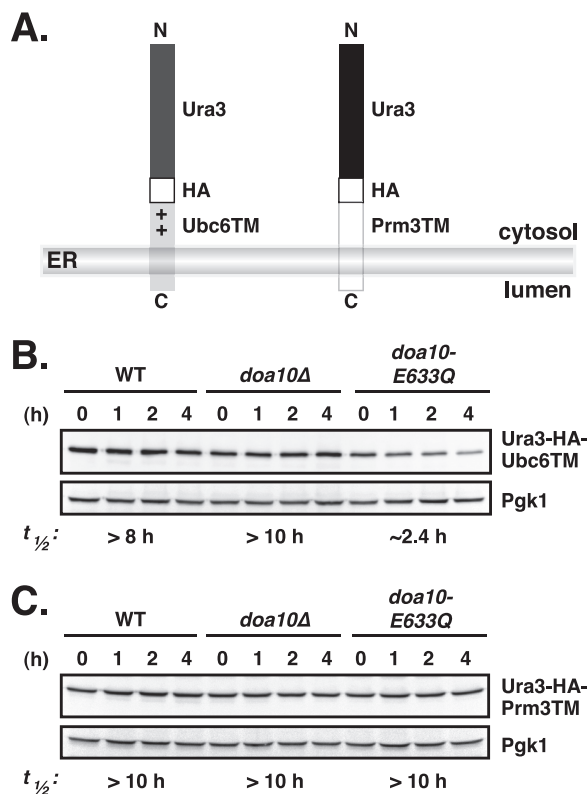 A.
N N
Ura3 Ura3
HA HA
+
+
Ubc6TM Prm3TM
cytosol
ER
C C
lumen
B.
doa10-
WT doa10Δ E633Q
(h) 0 1 2 4 0 1 2 4 0 1 2 4
Ura3-HA-
Ubc6TM
Pgk1
t ½ : > 8 h > 10 h ~2.4 h
C.
doa10-
WT doa10Δ E633Q
(h) 0 1 2 4 0 1 2 4 0 1 2 4
Ura3-HA-
Prm3TM
Pgk1
t ½ : > 10 h > 10 h > 10 h